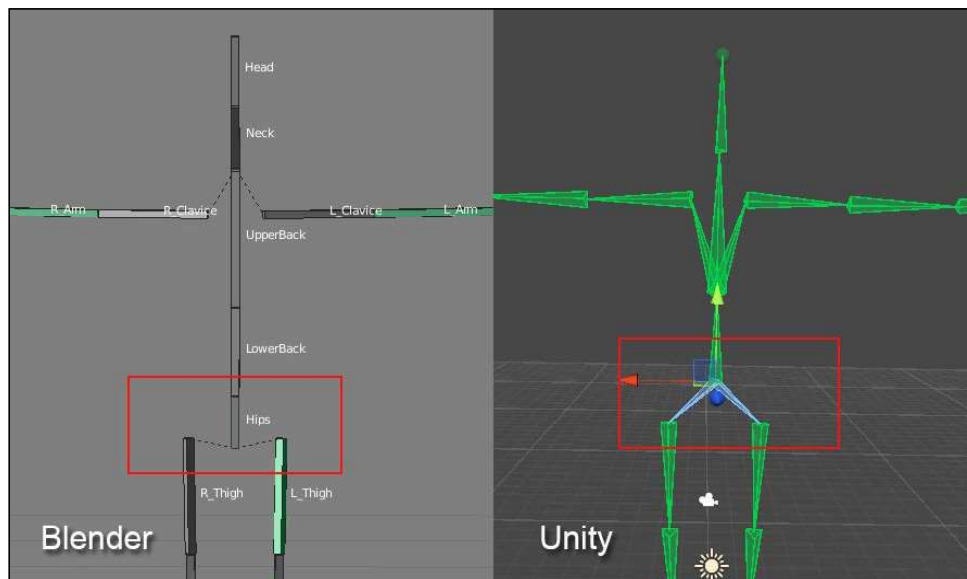 Head
Neck
R_Arm R_Clavice L_Clavice L_Arm
UpperBack
LowerBack
Hips
R_Thigh L_Thigh
Blender
Unity